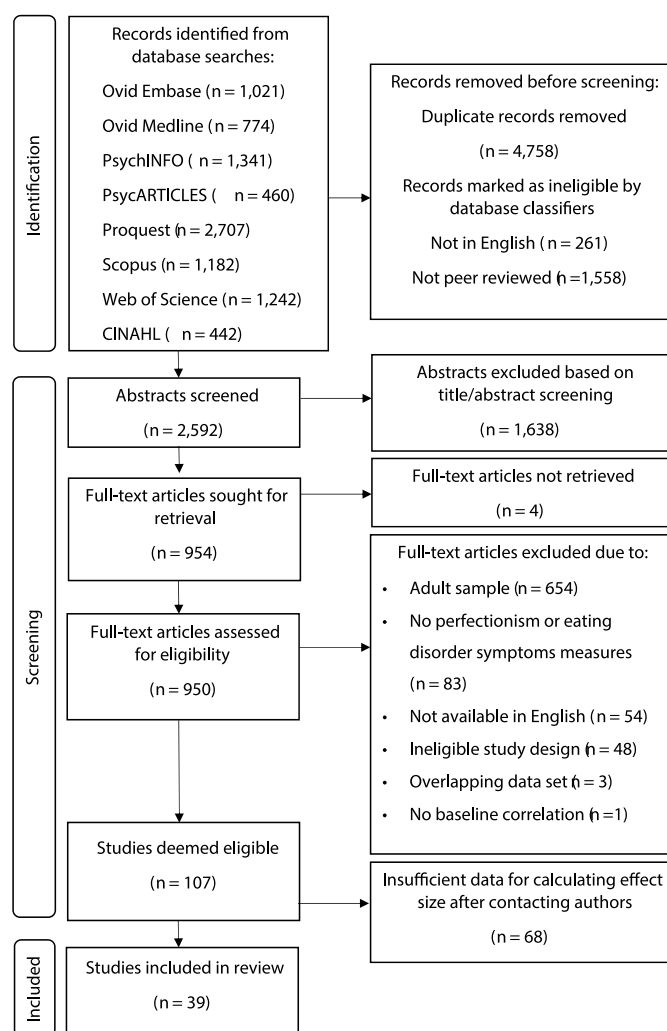 Identification
Records identified from
database searches:
Ovid Embase (n = 1,021)
Ovid Medline (n = 774)
PsychINFO (n = 1,341)
PsycARTICLES ( n = 460)
Proquest (n = 2,707)
Scopus (n = 1,182)
Web of Science (n = 1,242)
CINAHL ( n = 442)
Records removed before screening:
Duplicate records removed
(n = 4,758)
Records marked as ineligible by
database classifiers
Not in English (n = 261)
Not peer reviewed (n =1,558)
Screening
Abstracts screened
(n = 2,592)
Abstracts excluded based on
title/abstract screening
(n = 1,638)
Full-text articles sought for
retrieval
(n = 954)
Full-text articles not retrieved
(n = 4)
Full-text articles assessed
for eligibility
(n = 950)
Full-text articles excluded due to:
• Adult sample (n = 654)
• No perfectionism or eating
disorder symptoms measures
(n = 83)
• Not available in English (n = 54)
• Ineligible study design (n = 48)
• Overlapping data set (n = 3)
• No baseline correlation (n =1)
Studies deemed eligible
(n = 107)
Insufficient data for calculating effect
size after contacting authors
(n = 68)
Included
Studies included in review
(n = 39)